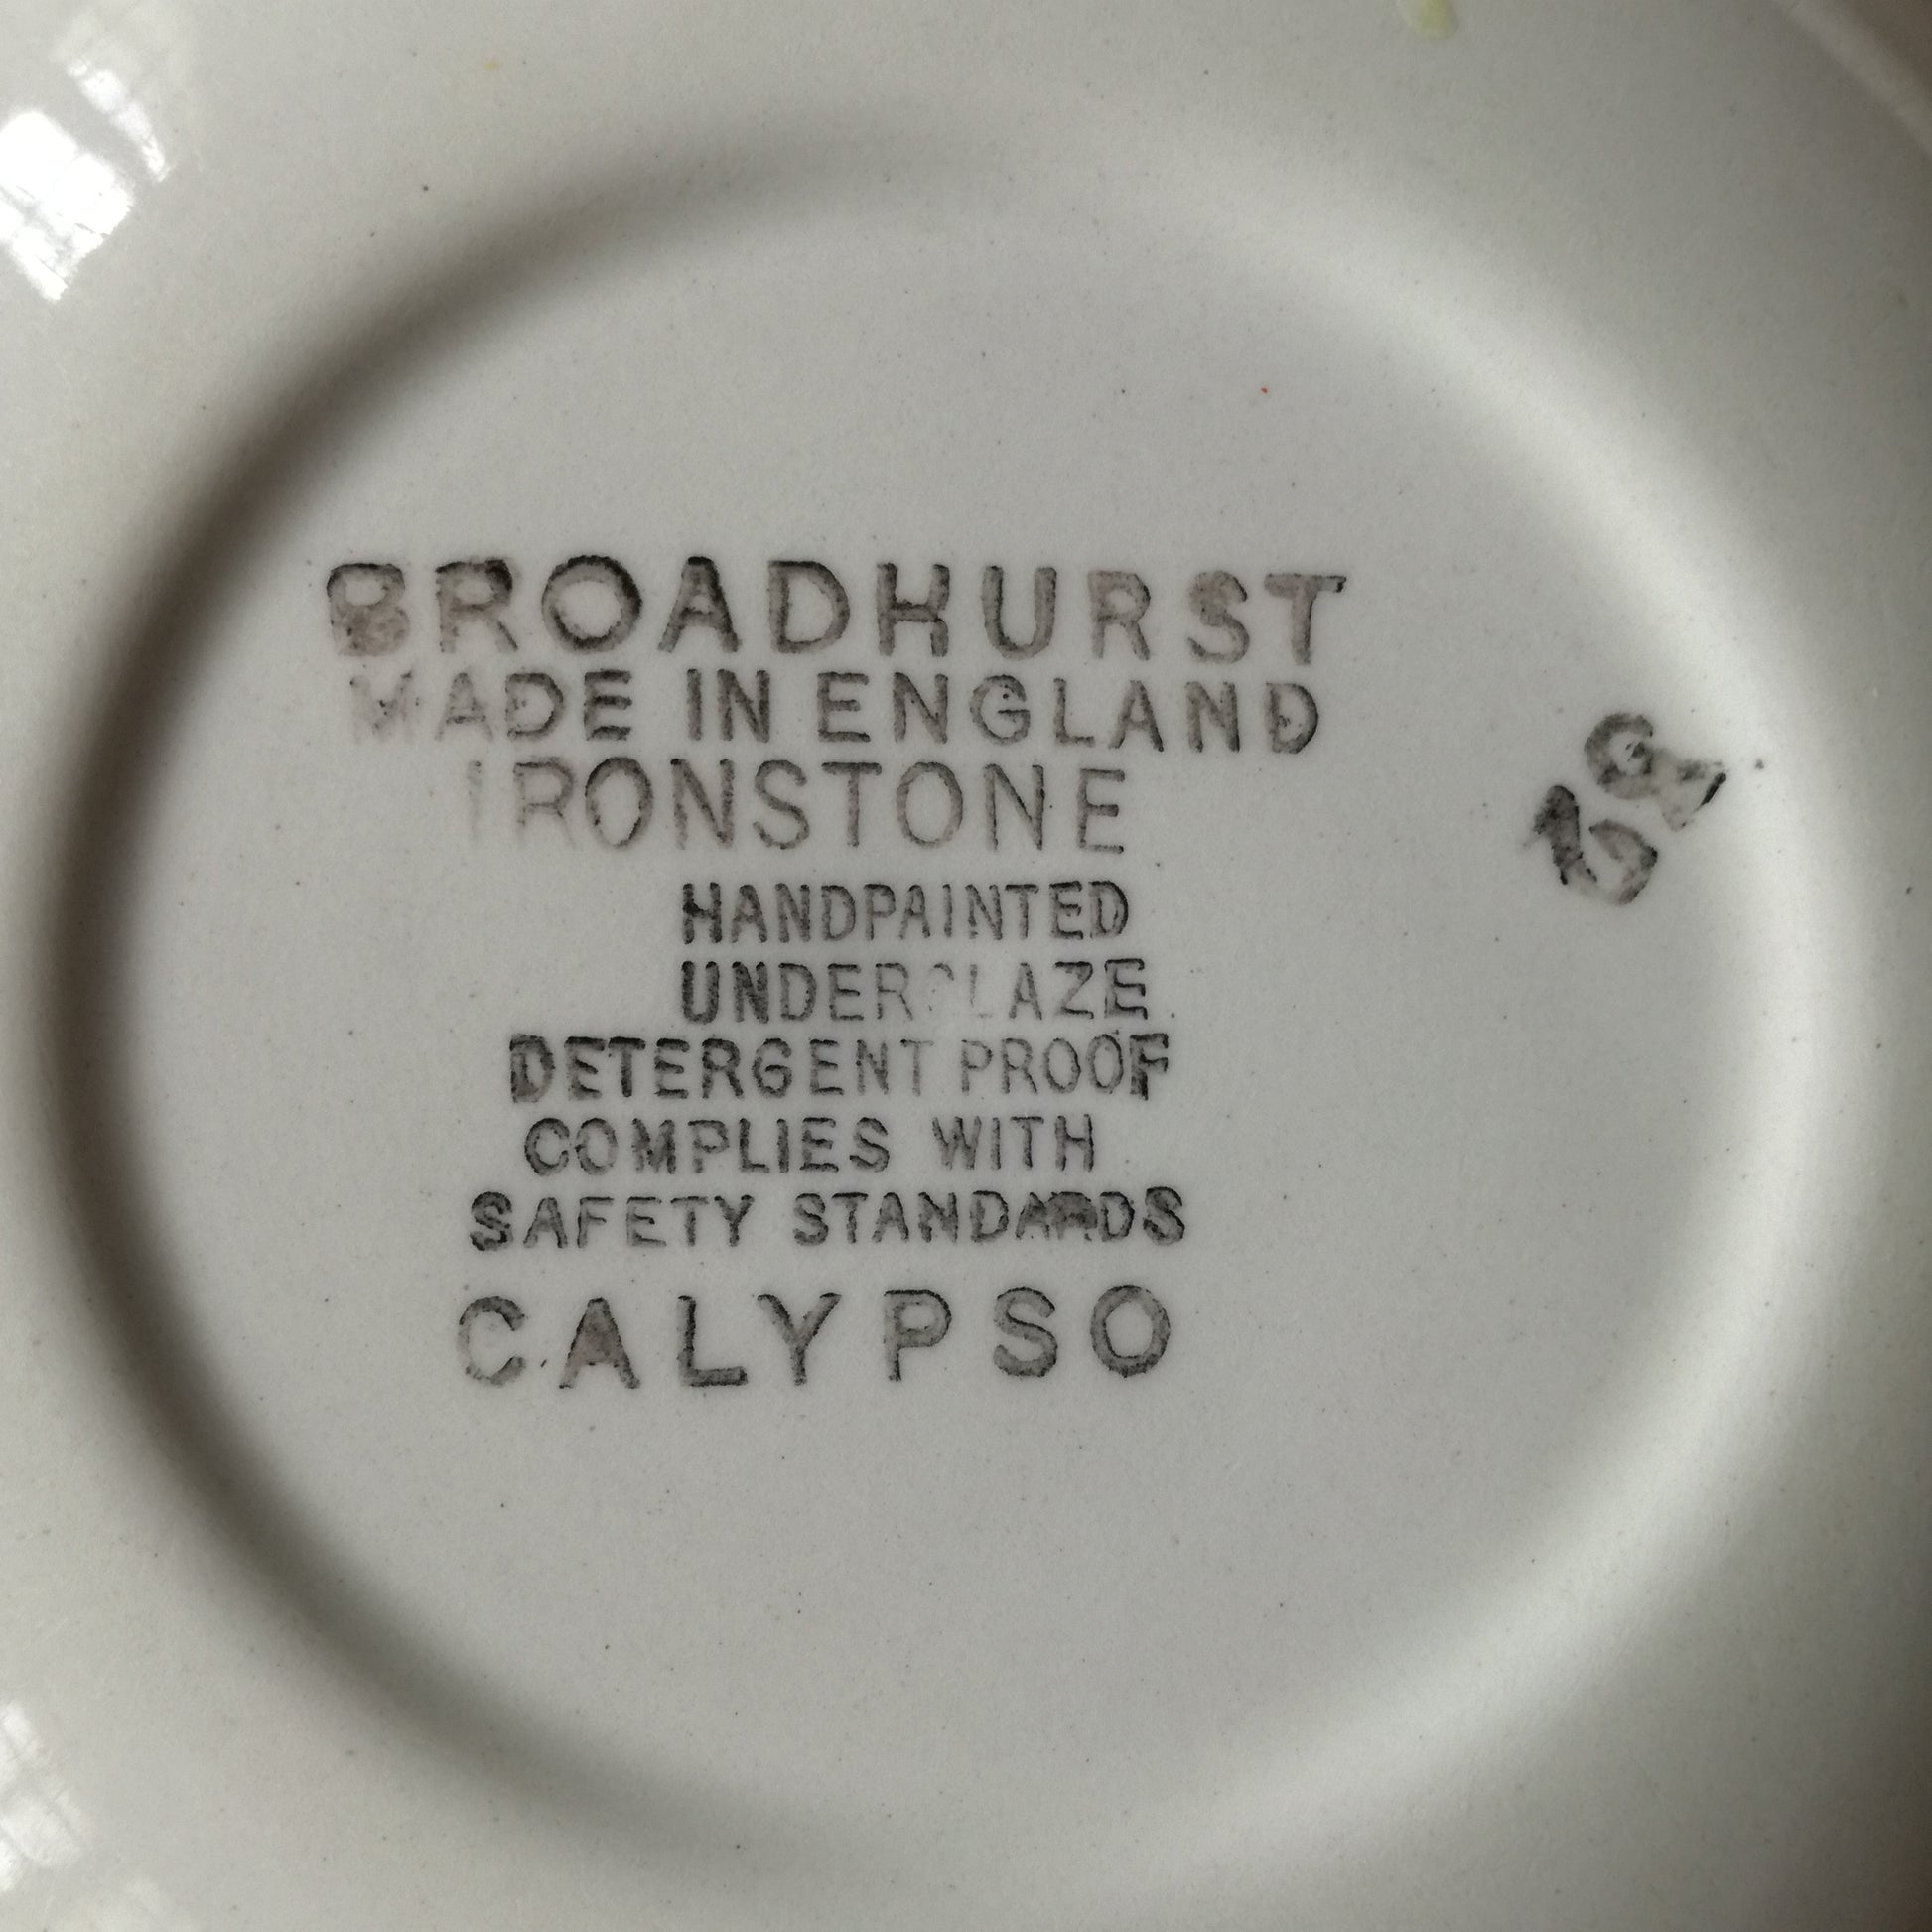 BROADHURST
MADE IN ENGLAND
IRONSTONE
HANDPAINTED
UNDERGLAZE
DETERGENT PROOF
COMPLIES WITH
SAFETY STANDARDS
CALYPSO